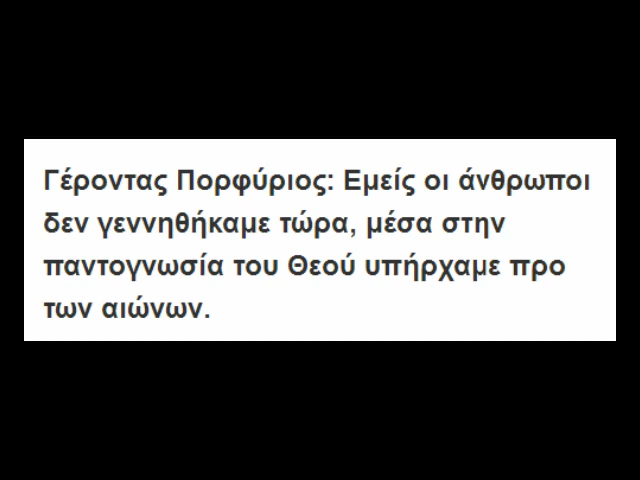 Γέροντας Πορφύριος: Εμείς οι άνθρωποι
δεν γεννηθήκαμε τώρα, μέσα στην
παντογνωσία του Θεού υπήρχαμε προ
των αιώνων.